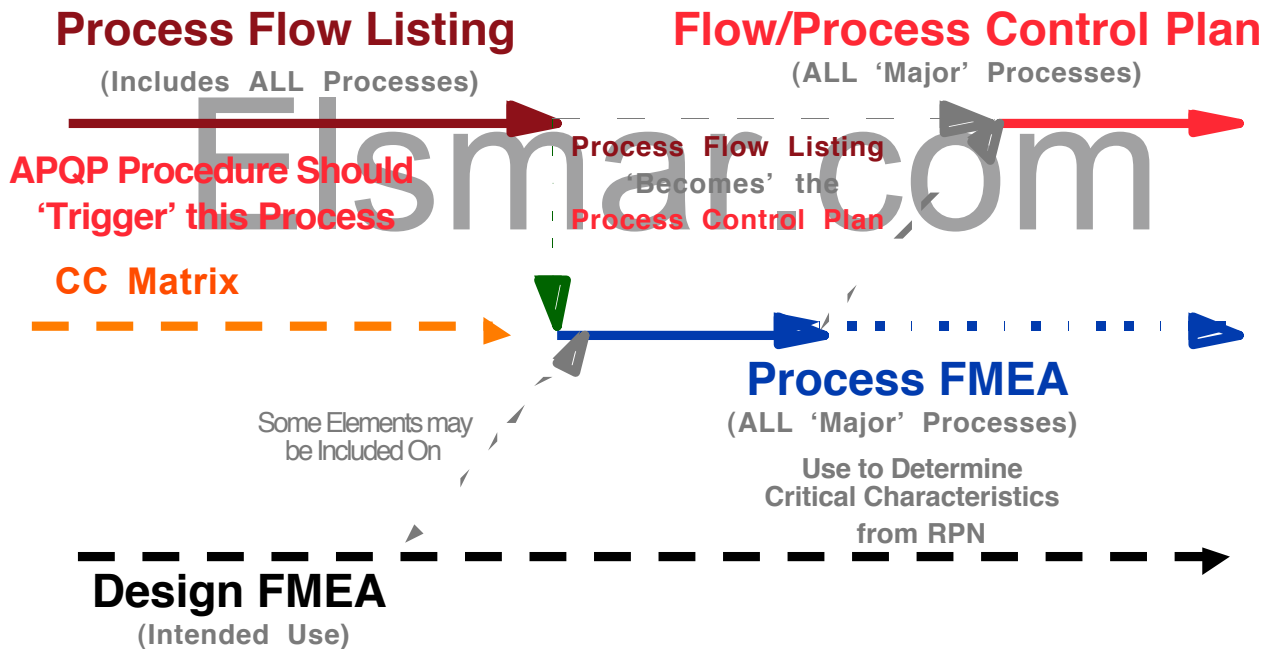 Process Flow Listing
(Includes ALL Processes)
Flow/Process Control Plan
(ALL ‘Major’ Processes)
Elsmar.com
APQP Procedure Should
‘Trigger’ this Process
Process Flow Listing
‘Becomes’ the
Process Control Plan
CC Matrix
Process FMEA
(ALL ‘Major’ Processes)
Use to Determine
Critical Characteristics
from RPN
Some Elements may
be Included On
Design FMEA
(Intended Use)